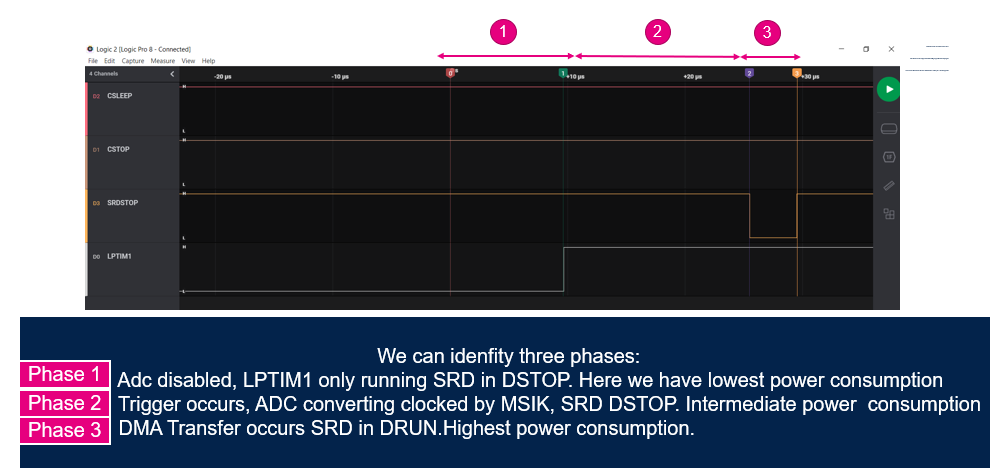 1
2
3
Logic 2 [Logic Pro 8 - Connected]
File Edit Capture Measure View Help
4 Channels
-20 µs
-10 µs
0
s
1
+10 µs
+20 µs
2
3
+30 µs
D2 CSLEEP
H
L
D1 CSTOP
H
L
D3 SRDSTOP
H
L
D0 LPTIM1
H
L
We can idenfity three phases:
Phase 1 Adc disabled, LPTIM1 only running SRD in DSTOP. Here we have lowest power consumption
Phase 2 Trigger occurs, ADC converting clocked by MSIK, SRD DSTOP. Intermediate power consumption
Phase 3 DMA Transfer occurs SRD in DRUN.Highest power consumption.